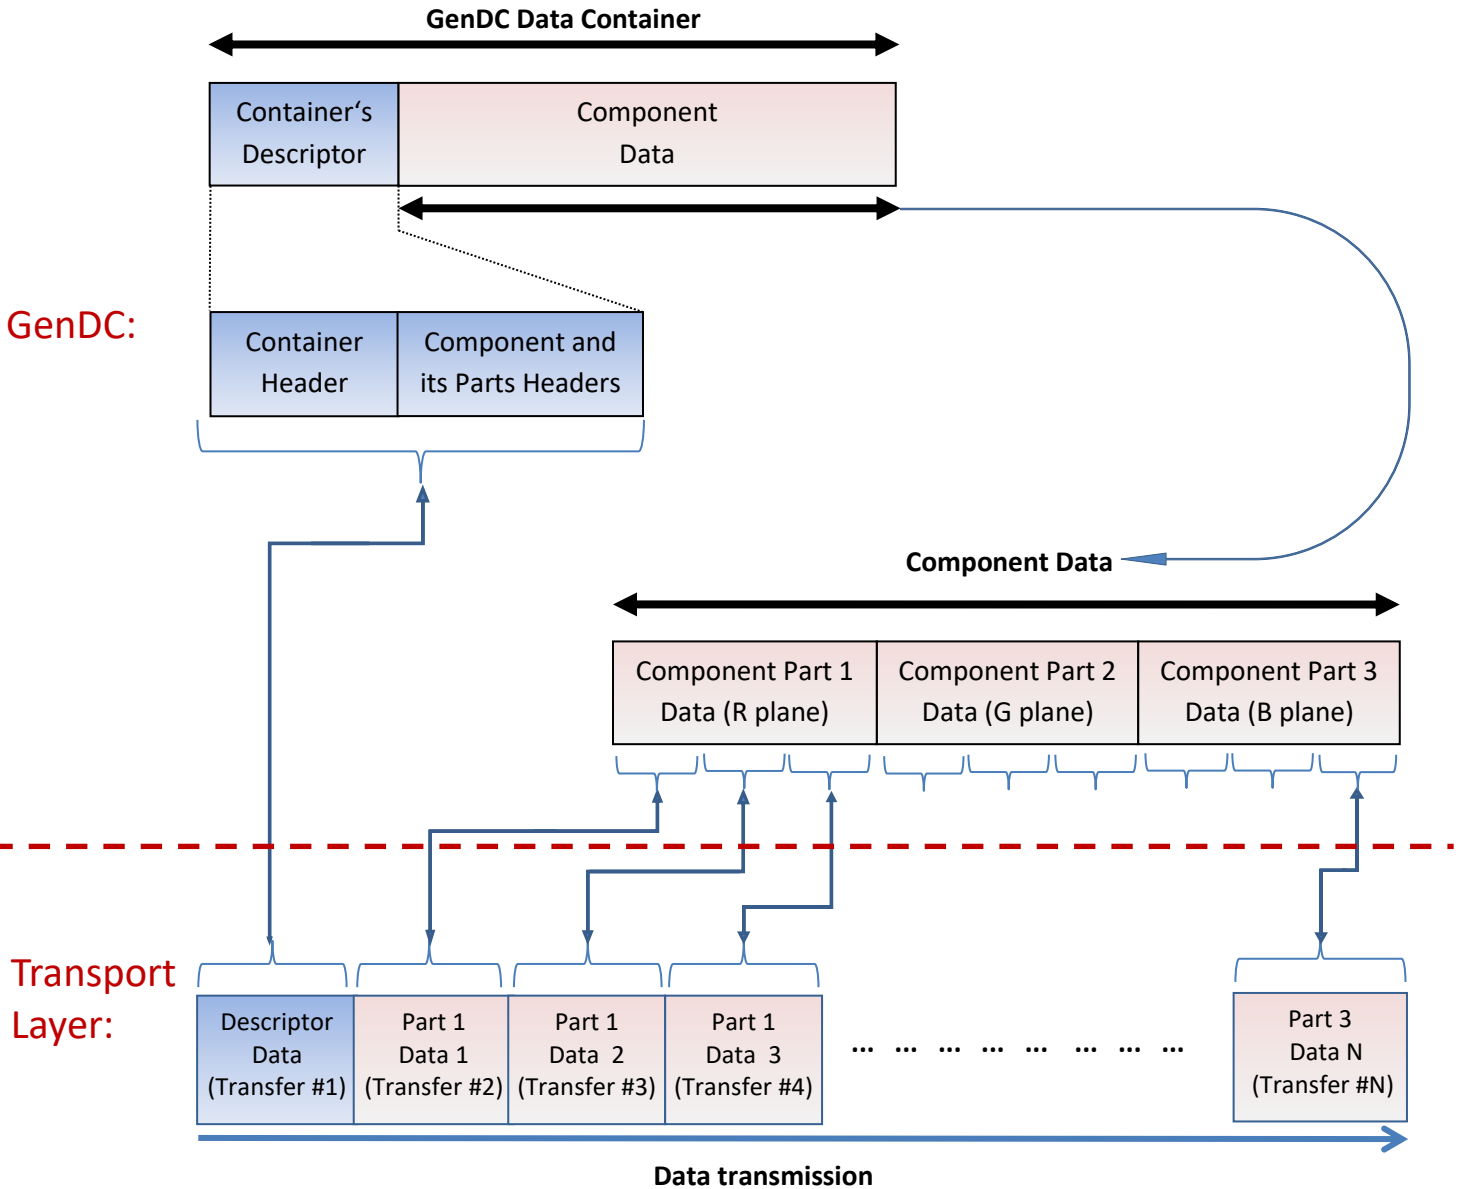 GenDC Data Container
Container‘s
Descriptor
Component
Data
GenDC:
Container
Header
Component and
its Parts Headers
Component Data
Component Part 1
Data (R plane)
Component Part 2
Data (G plane)
Component Part 3
Data (B plane)
Transport
Layer:
Descriptor
Data
(Transfer #1)
Part 1
Data 1
(Transfer #2)
Part 1
Data  2
(Transfer #3)
Part 1
Data  3
(Transfer #4)
... ... ... ... ... ... ... ...
Part 3
Data N
(Transfer #N)
Data transmission